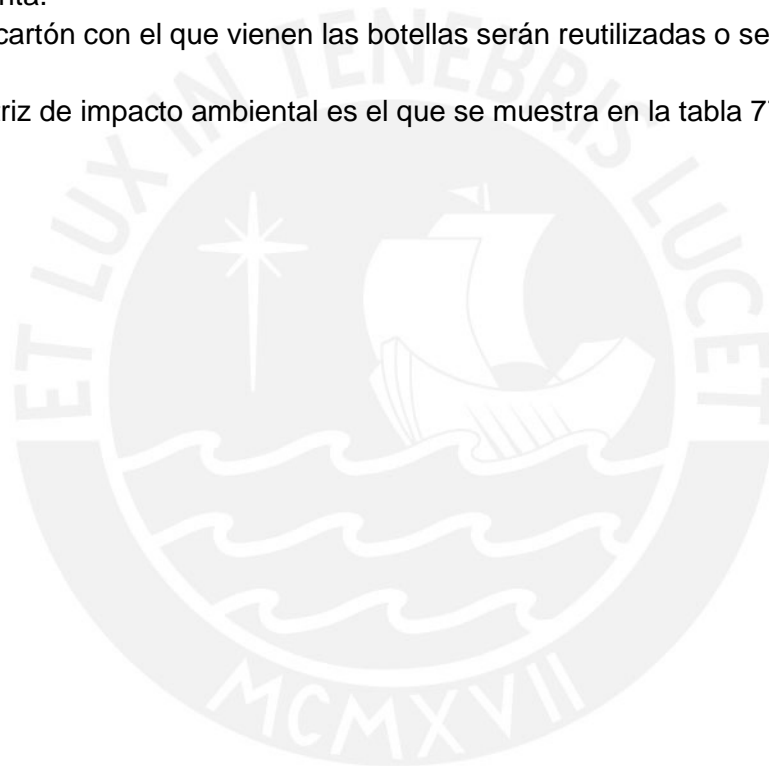 cartón con el que vienen las botellas serán reutilizadas o se
riz de impacto ambiental es el que se muestra en la tabla 7
ET LUX IN TENEBRIS LUCET
MCMXVII